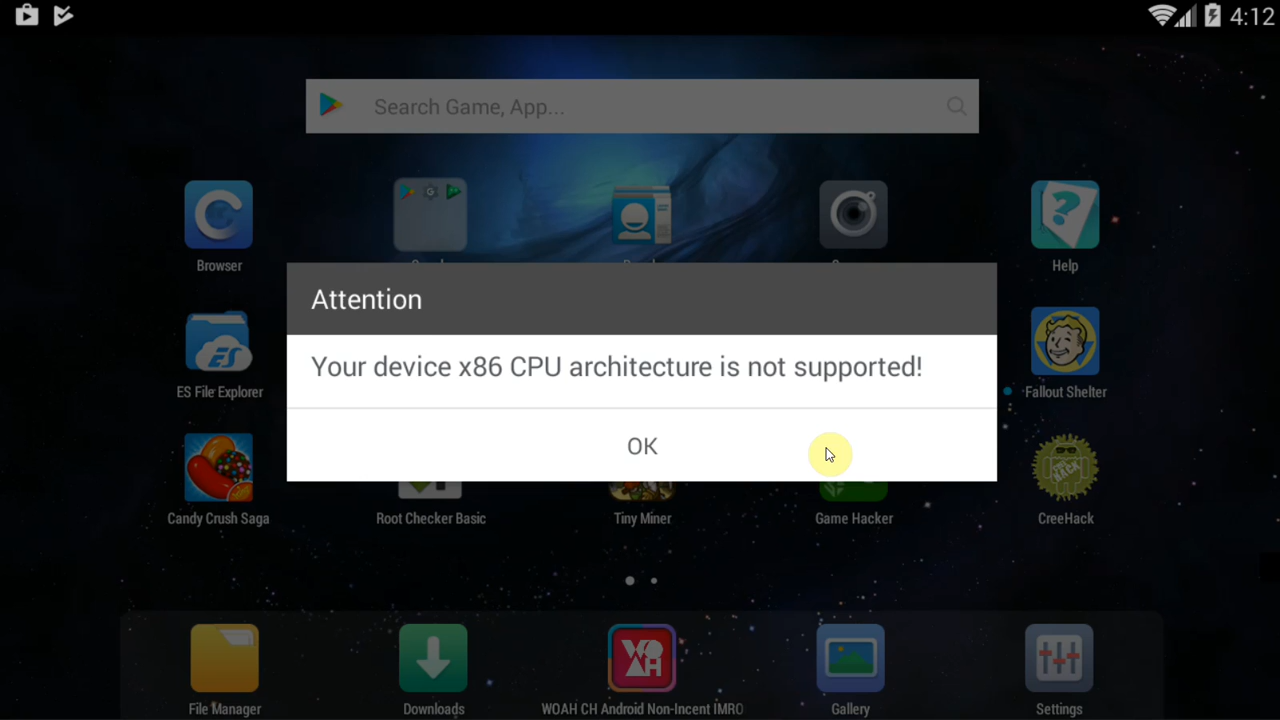 4:12
Search Game, App...
Browser
Help
Attention
Your device x86 CPU architecture is not supported!
OK
ES File Explorer
Fallout Shelter
Candy Crush Saga
Root Checker Basic
Tiny Miner
Game Hacker
CreeHack
File Manager
Downloads
WOAH CH Android Non-Incent IMRO
Gallery
Settings